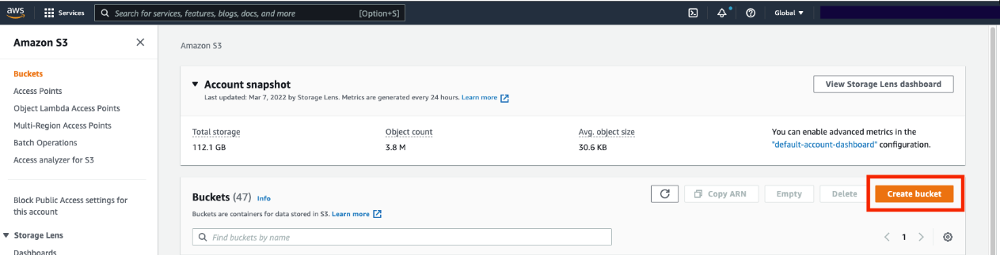 aws Services Search for services, features, blogs, docs, and more [Option+S] Global ▼
Amazon S3
Buckets
Access Points
Object Lambda Access Points
Multi-Region Access Points
Batch Operations
Access analyzer for S3
Block Public Access settings for
this account
Storage Lens
Dashboards
Amazon S3
Account snapshot
View Storage Lens dashboard
Last updated: Mar 7, 2022 by Storage Lens. Metrics are generated every 24 hours. Learn more
Total storage
112.1 GB
Object count
3.8 M
Avg. object size
30.6 KB
You can enable advanced metrics in the
"default-account-dashboard" configuration.
Buckets (47) Info
Copy ARN
Empty
Delete
Create bucket
Buckets are containers for data stored in S3. Learn more
Find buckets by name
1